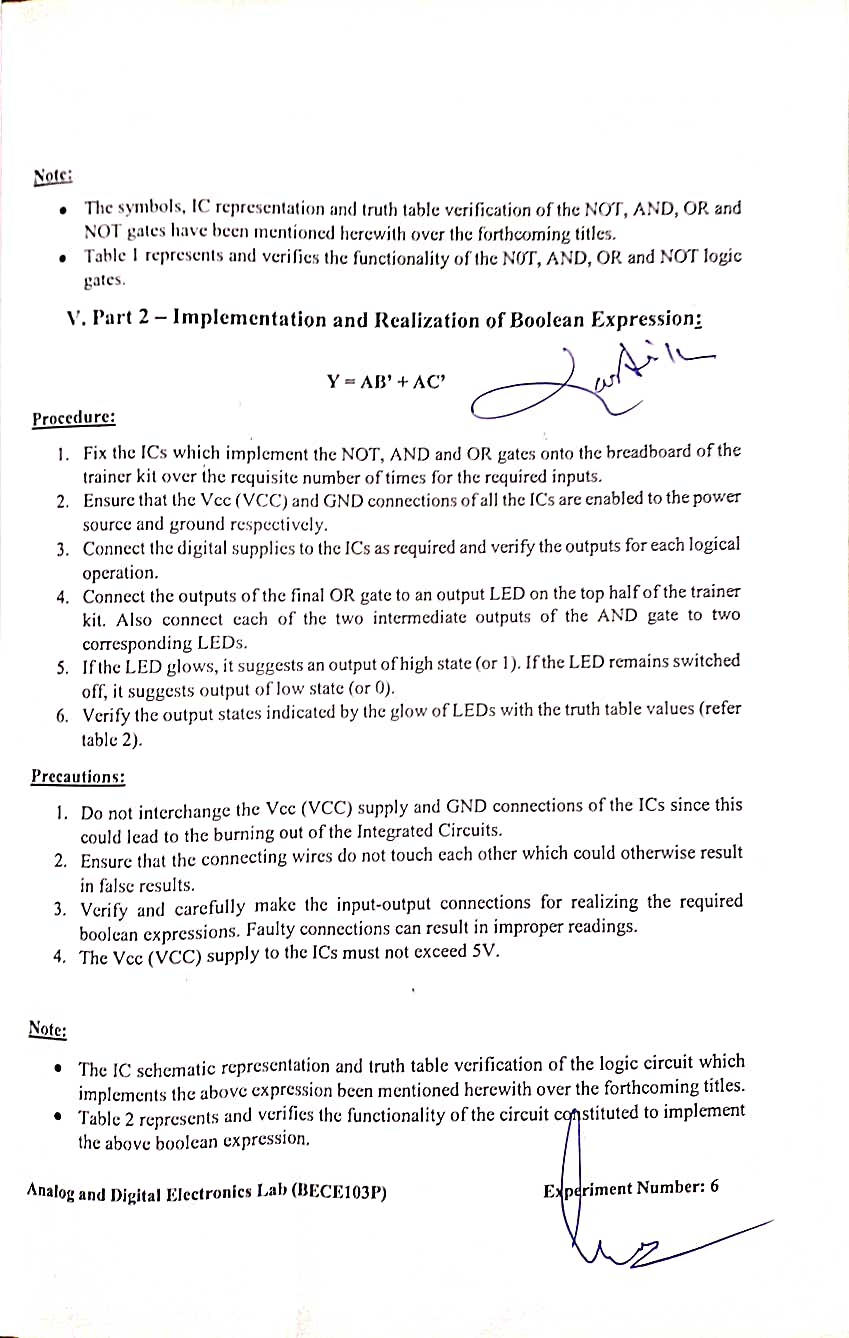 Note:
• The symbols, IC representation and truth table verification of the NOT, AND, OR and
NOT gates have been mentioned herewith over the forthcoming titles.
• Table 1 represents and verifies the functionality of the NOT, AND, OR and NOT logic
gates.
V. Part 2 – Implementation and Realization of Boolean Expression:
Y = AB' + AC'
Procedure:
1. Fix the ICs which implement the NOT, AND and OR gates onto the breadboard of the
trainer kit over the requisite number of times for the required inputs.
2. Ensure that the Vcc (VCC) and GND connections of all the ICs are enabled to the power
source and ground respectively.
3. Connect the digital supplies to the ICs as required and verify the outputs for each logical
operation.
4. Connect the outputs of the final OR gate to an output LED on the top half of the trainer
kit. Also connect each of the two intermediate outputs of the AND gate to two
corresponding LEDs.
5. If the LED glows, it suggests an output of high state (or 1). If the LED remains switched
off, it suggests output of low state (or 0).
6. Verify the output states indicated by the glow of LEDs with the truth table values (refer
table 2).
Precautions:
1. Do not interchange the Vcc (VCC) supply and GND connections of the ICs since this
could lead to the burning out of the Integrated Circuits.
2. Ensure that the connecting wires do not touch each other which could otherwise result
in false results.
3. Verify and carefully make the input-output connections for realizing the required
boolean expressions. Faulty connections can result in improper readings.
4. The Vcc (VCC) supply to the ICs must not exceed 5V.
Note:
• The IC schematic representation and truth table verification of the logic circuit which
implements the above expression been mentioned herewith over the forthcoming titles.
• Table 2 represents and verifies the functionality of the circuit constituted to implement
the above boolean expression.
Analog and Digital Electronics Lab (BECE103P) Experiment Number: 6